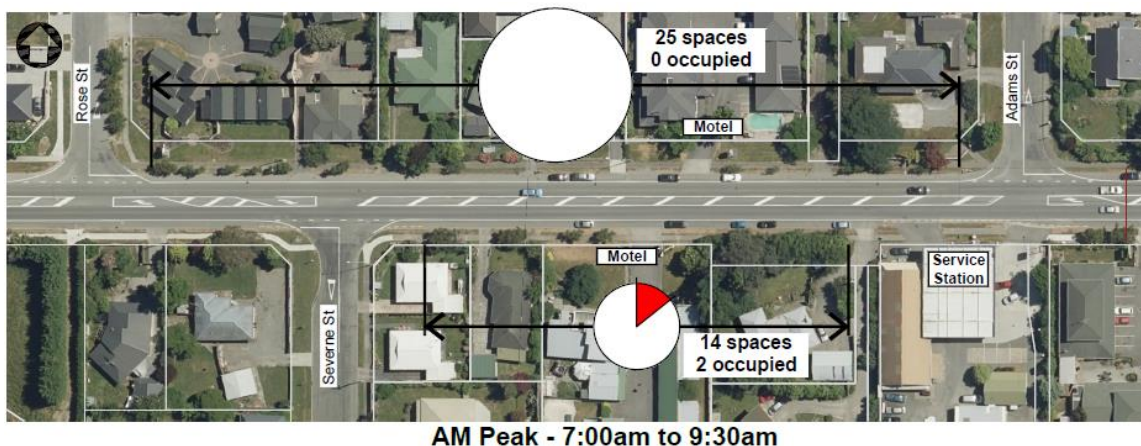 25 spaces
0 occupied
Rose St
Adams St
Motel
Motel
Service
Station
Severne St
14 spaces
2 occupied
AM Peak - 7:00am to 9:30am